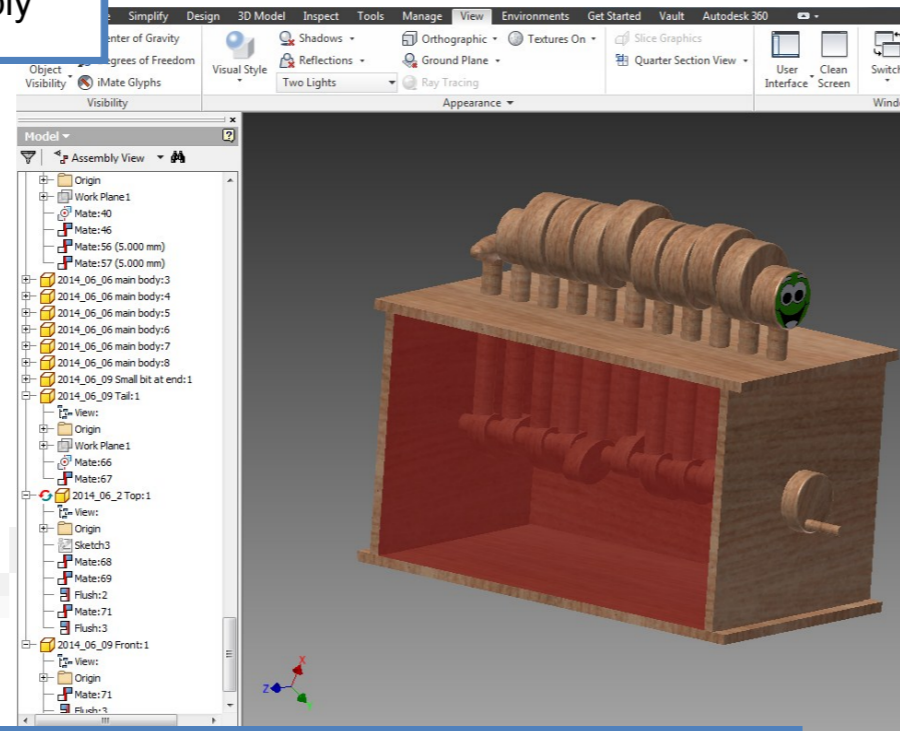 ly
Simplify Design 3D Model Inspect Tools Manage View Environments Get Started Vault Autodesk 360
enter of Gravity
egrees of Freedom
Object Visibility
iMate Glyphs
Visibility
Visual Style
Shadows
Reflections
Two Lights
Orthographic
Ground Plane
Ray Tracing
Textures On
Appearance
Slice Graphics
Quarter Section View
User Interface
Clean Screen
Switch
Wind
Model
Assembly View
Origin
Work Plane1
Mate:40
Mate:46
Mate:56 (5.000 mm)
Mate:57 (5.000 mm)
2014_06_06 main body:3
2014_06_06 main body:4
2014_06_06 main body:5
2014_06_06 main body:6
2014_06_06 main body:7
2014_06_06 main body:8
2014_06_09 Small bit at end:1
2014_06_09 Tail:1
View:
Origin
Work Plane1
Mate:66
Mate:67
2014_06_2 Top:1
View:
Origin
Sketch3
Mate:68
Mate:69
Flush:2
Mate:71
Flush:3
2014_06_09 Front:1
View:
Origin
Mate:71
Flush:3
X
Z